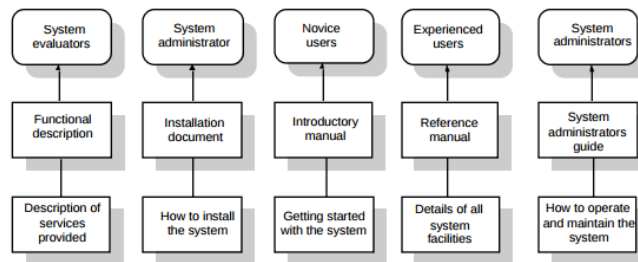 System
evaluators
System
administrator
Novice
users
Experienced
users
System
administrators
Functional
description
Installation
document
Introductory
manual
Reference
manual
System
administrators
guide
Description of
services
provided
How to install
the system
Getting started
with the system
Details of all
system
facilities
How to operate
and maintain the
system